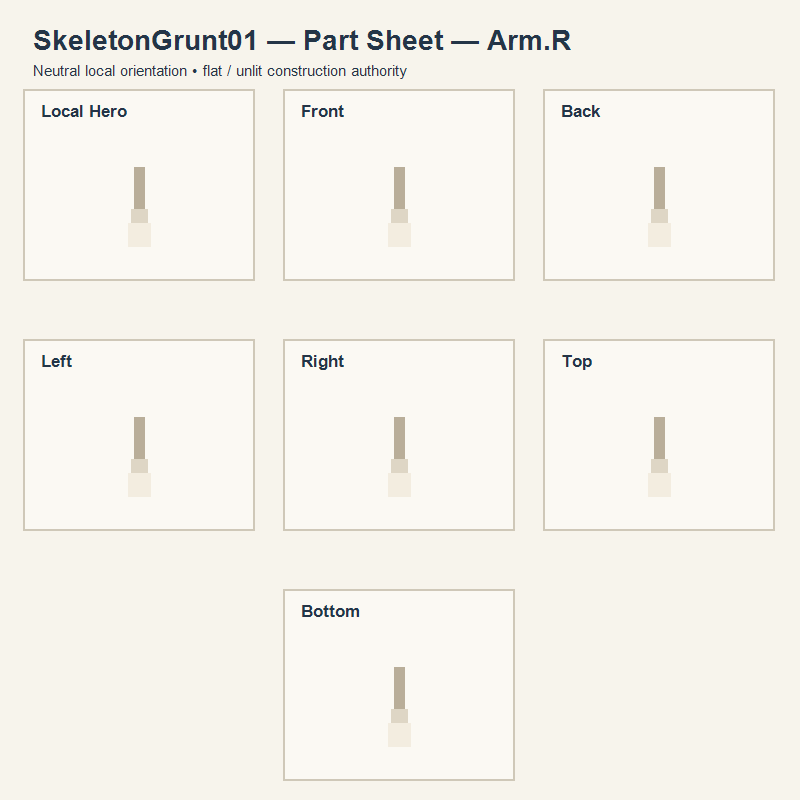 SkeletonGrunt01 — Part Sheet — Arm.R
Neutral local orientation • flat / unlit construction authority
Local Hero
Front
Back
Left
Right
Top
Bottom